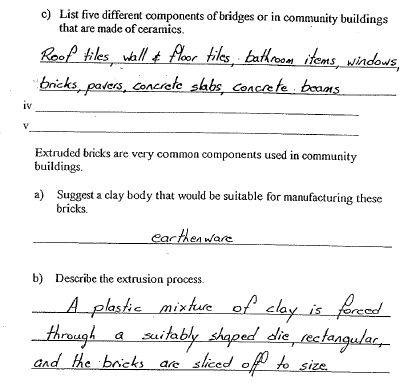 c) List five different components of bridges or in community buildings
that are made of ceramics.
Roof tiles, wall & floor tiles, bathroom items, windows,
bricks, pavers, concrete slabs, concrete beams
iv
v
Extruded bricks are very common components used in community
buildings.
a) Suggest a clay body that would be suitable for manufacturing these
bricks.
earthenware
b) Describe the extrusion process.
A plastic mixture of clay is forced
through a suitably shaped die, rectangular,
and the bricks are sliced off to size